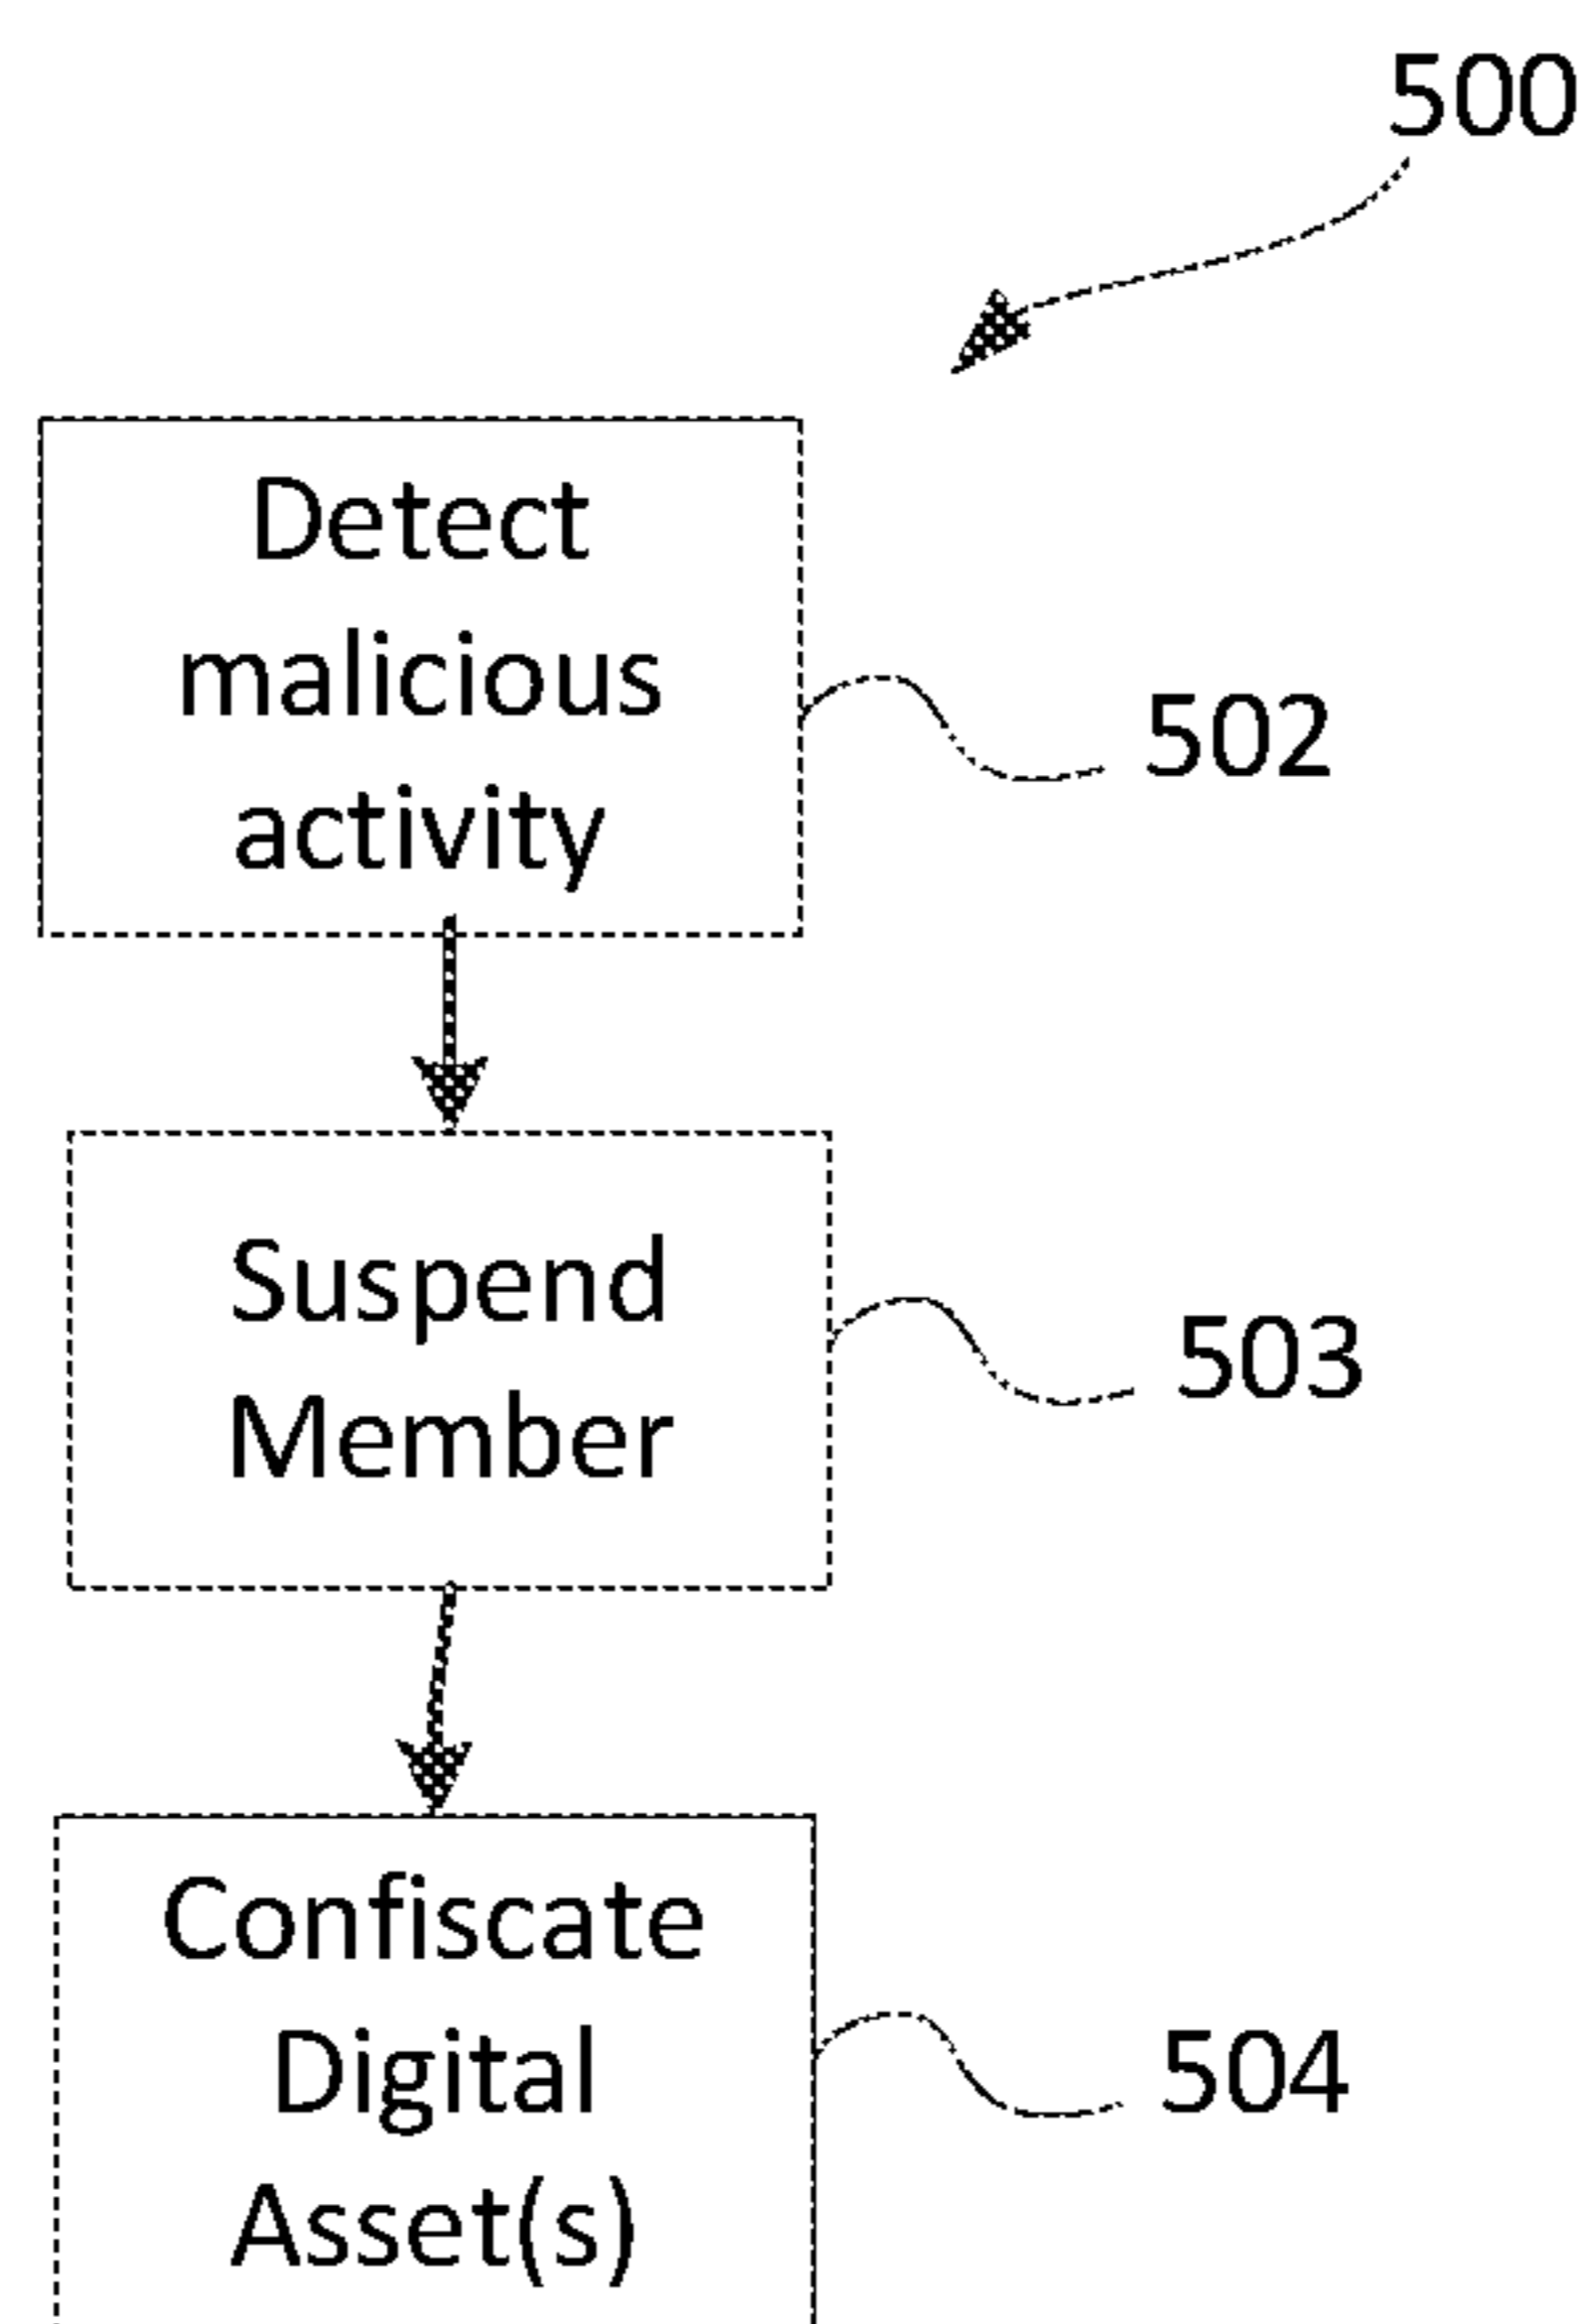 500
Detect
malicious
activity
502
Suspend
Member
503
Confiscate
Digital
Asset(s)
504